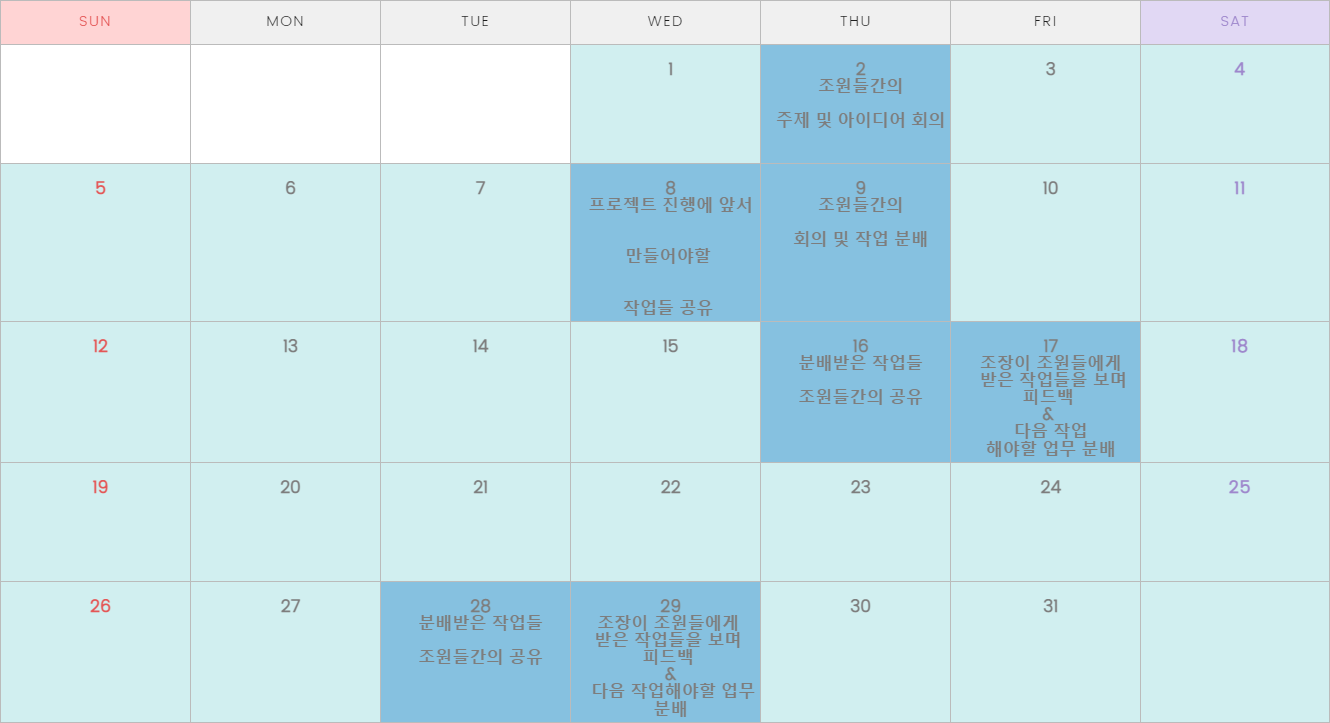 SUN
MON
TUE
WED
THU
FRI
SAT
1
2
조원들간의
주제 및 아이디어 회의
3
4
5
6
7
8
프로젝트 진행에 앞서
만들어야할
작업들 공유
9
조원들간의
회의 및 작업 분배
10
11
12
13
14
15
16
분배받은 작업들
조원들간의 공유
17
조장이 조원들에게
받은 작업들을 보며
피드백
&
다음 작업
해야할 업무 분배
18
19
20
21
22
23
24
25
26
27
28
분배받은 작업들
조원들간의 공유
29
조장이 조원들에게
받은 작업들을 보며
피드백
&
다음 작업해야할 업무
분배
30
31